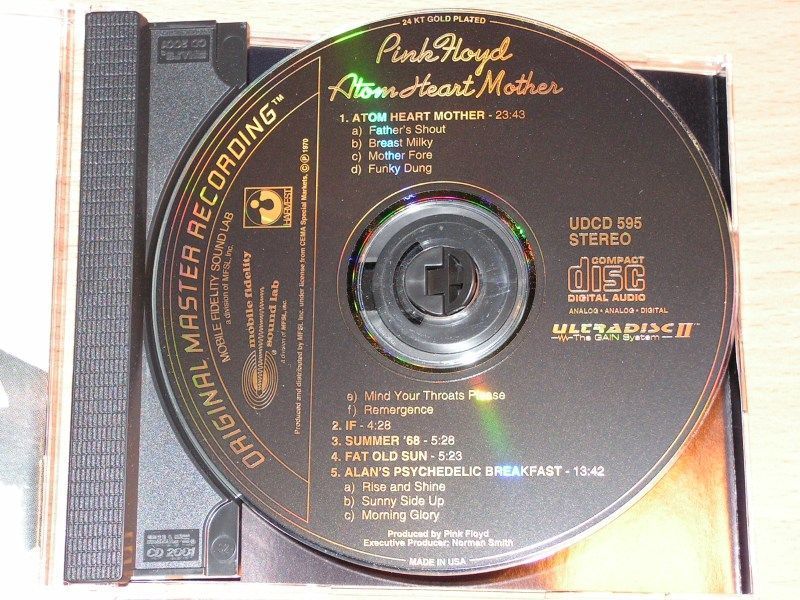 24 KT GOLD PLATED
Pink Floyd
Atom Heart Mother
1. ATOM HEART MOTHER - 23:43
a) Father's Shout
b) Breast Milky
c) Mother Fore
d) Funky Dung
ORIGINAL MASTER RECORDING™
MOBILE FIDELITY SOUND LAB
a division of MFSL, Inc.
HARVEST
mobile fidelity
sound lab
a division of MFSL, Inc.
Produced and distributed by MFSL, Inc. under license from CEMA Special Markets. © ℗ 1970
UDCD 595
STEREO
COMPACT
disc
DIGITAL AUDIO
ANALOG • ANALOG • DIGITAL
ULTRADISC II™
The GAIN System
e) Mind Your Throats Please
f) Remergence
2. IF - 4:28
3. SUMMER '68 - 5:28
4. FAT OLD SUN - 5:23
5. ALAN'S PSYCHEDELIC BREAKFAST - 13:42
a) Rise and Shine
b) Sunny Side Up
c) Morning Glory
Produced by Pink Floyd
Executive Producer: Norman Smith
MADE IN USA
CD 2001